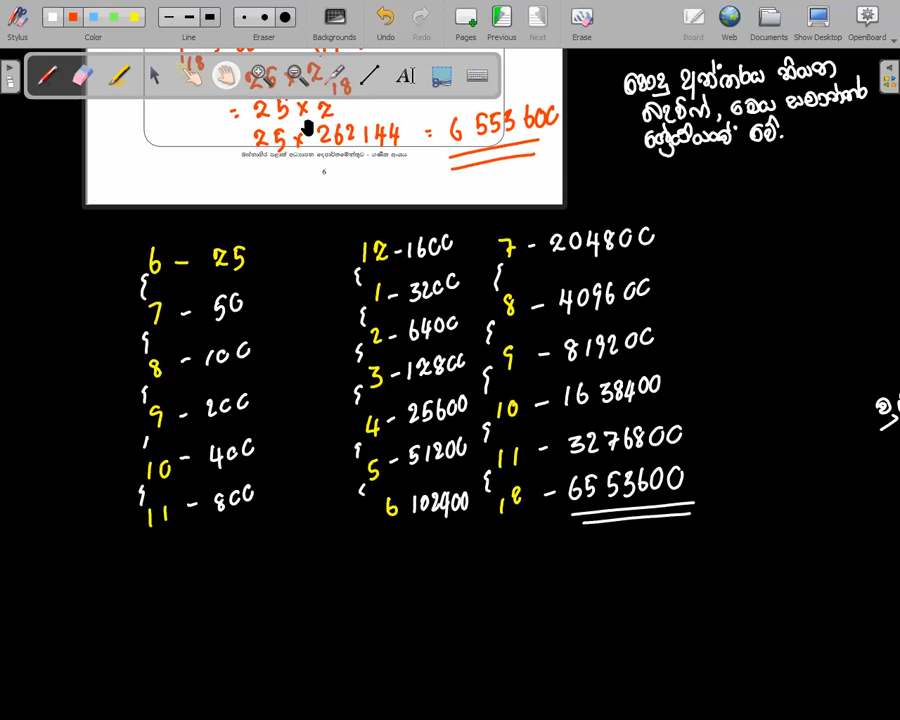 Stylus
Color
Line
Eraser
Backgrounds
Undo
Redo
Pages
Previous
Next
Erase
Board
Web
Documents
Show Desktop
OpenBoard
= 25 × 2
25 × 262144 = 6 553 600
6
හොදු අන්තරය තියන
බැවින්, මෙය සමාන්තර
ශ්‍රේඪියක් වේ.
6 - 25
7 - 50
8 - 100
9 - 200
10 - 400
11 - 800
12 - 1600
1 - 3200
2 - 6400
3 - 12800
4 - 25600
5 - 51200
6 102400
7 - 204800
8 - 409600
9 - 819200
10 - 1638400
11 - 3276800
12 - 6553600